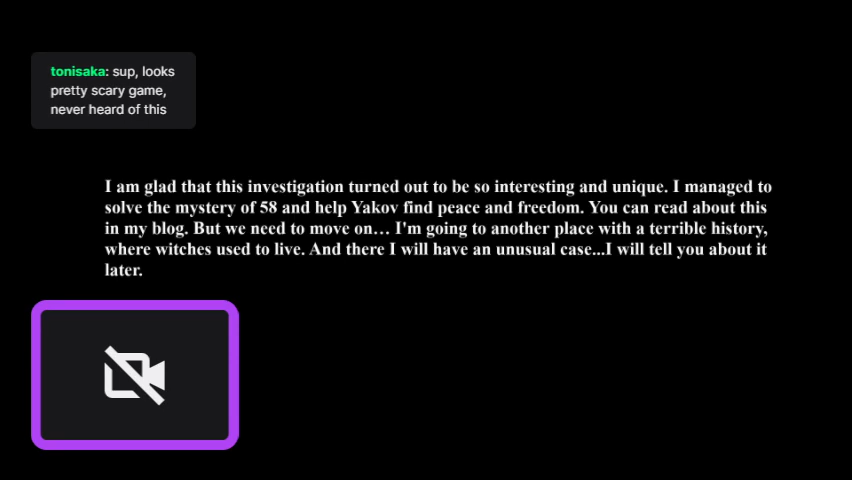 tonisaka: sup, looks
pretty scary game,
never heard of this
I am glad that this investigation turned out to be so interesting and unique. I managed to
solve the mystery of 58 and help Yakov find peace and freedom. You can read about this
in my blog. But we need to move on… I'm going to another place with a terrible history,
where witches used to live. And there I will have an unusual case...I will tell you about it
later.